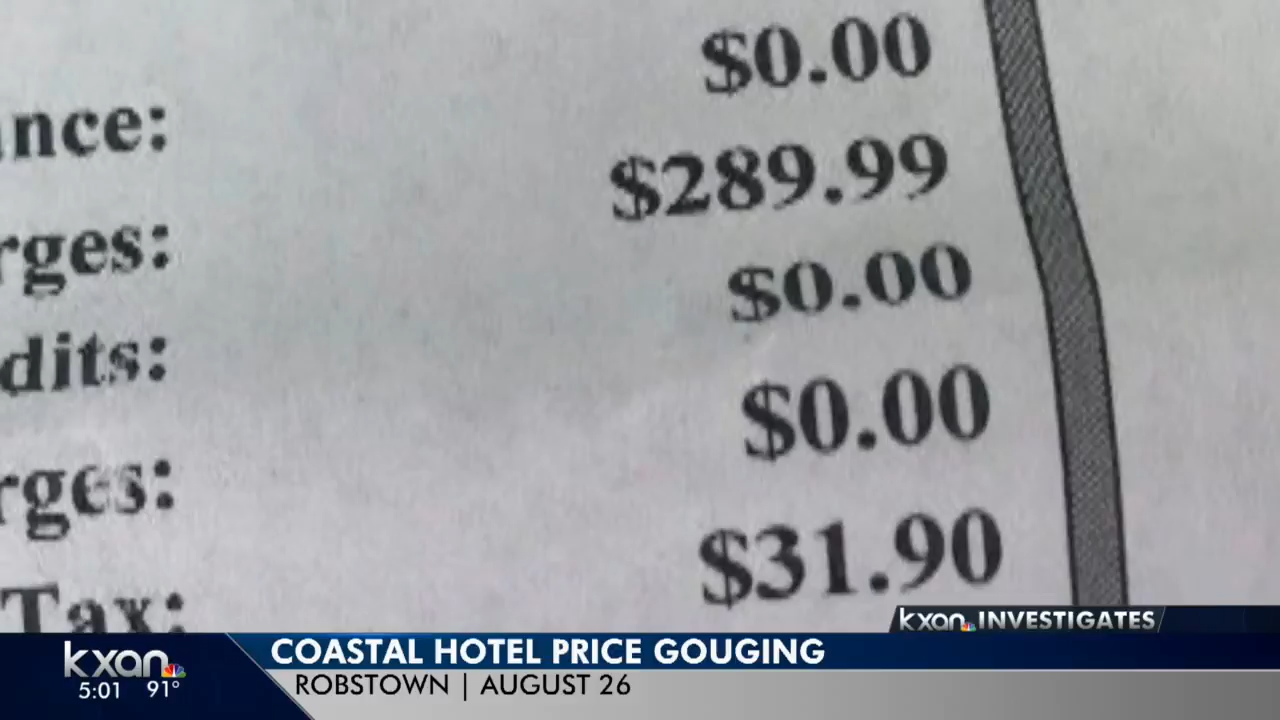 $0.00
nce:
$289.99
rges:
$0.00
dits:
$0.00
rges:
$31.90
Tax:
kxan INVESTIGATES
kxan
5:01 91°
COASTAL HOTEL PRICE GOUGING
ROBSTOWN | AUGUST 26